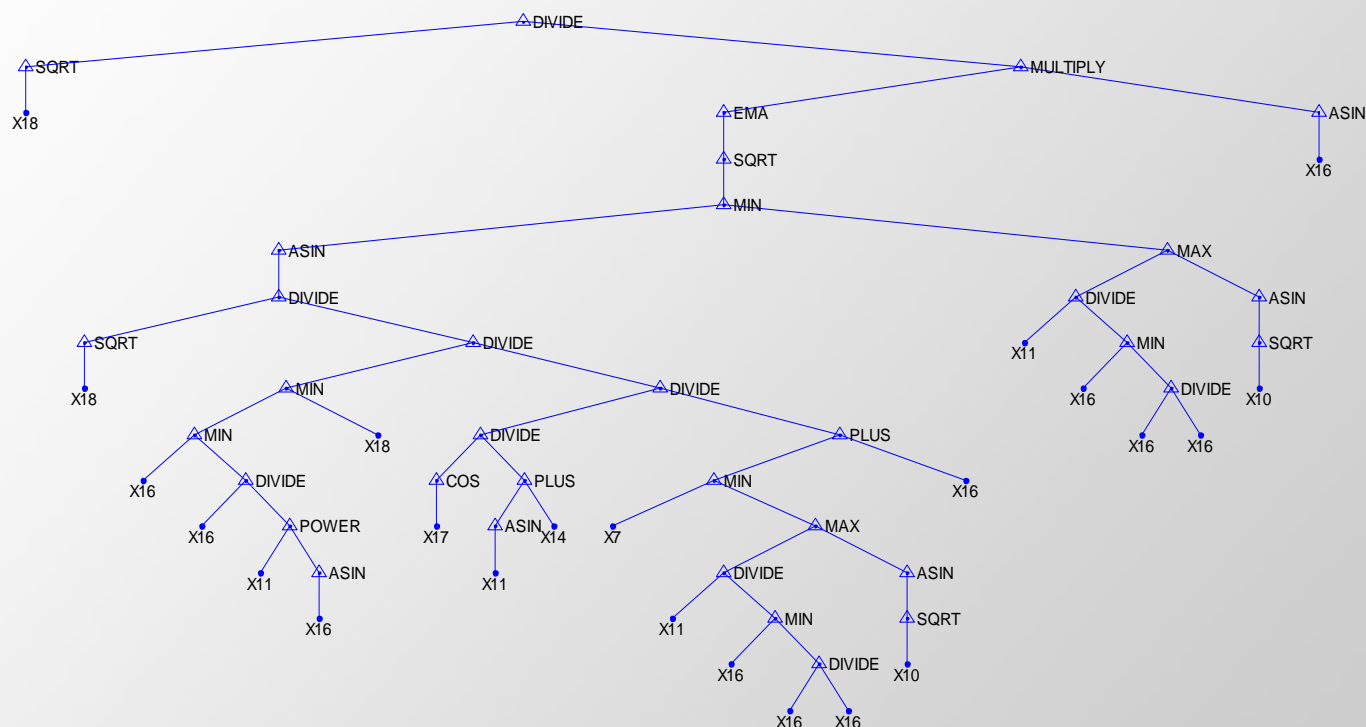 DIVIDE
SQRT MULTIPLY
X18 EMA ASIN
SQRT X16
MIN
ASIN MAX
DIVIDE DIVIDE ASIN
SQRT DIVIDE X11 MIN SQRT
X18 MIN DIVIDE X16 DIVIDE X10
MIN X18 DIVIDE PLUS X16 X16
X16 DIVIDE COS PLUS MIN X16
X16 POWER X17 ASIN X14 X7 MAX
X11 ASIN X11 DIVIDE ASIN
X16 X11 MIN SQRT
X16 DIVIDE X10
X16 X16